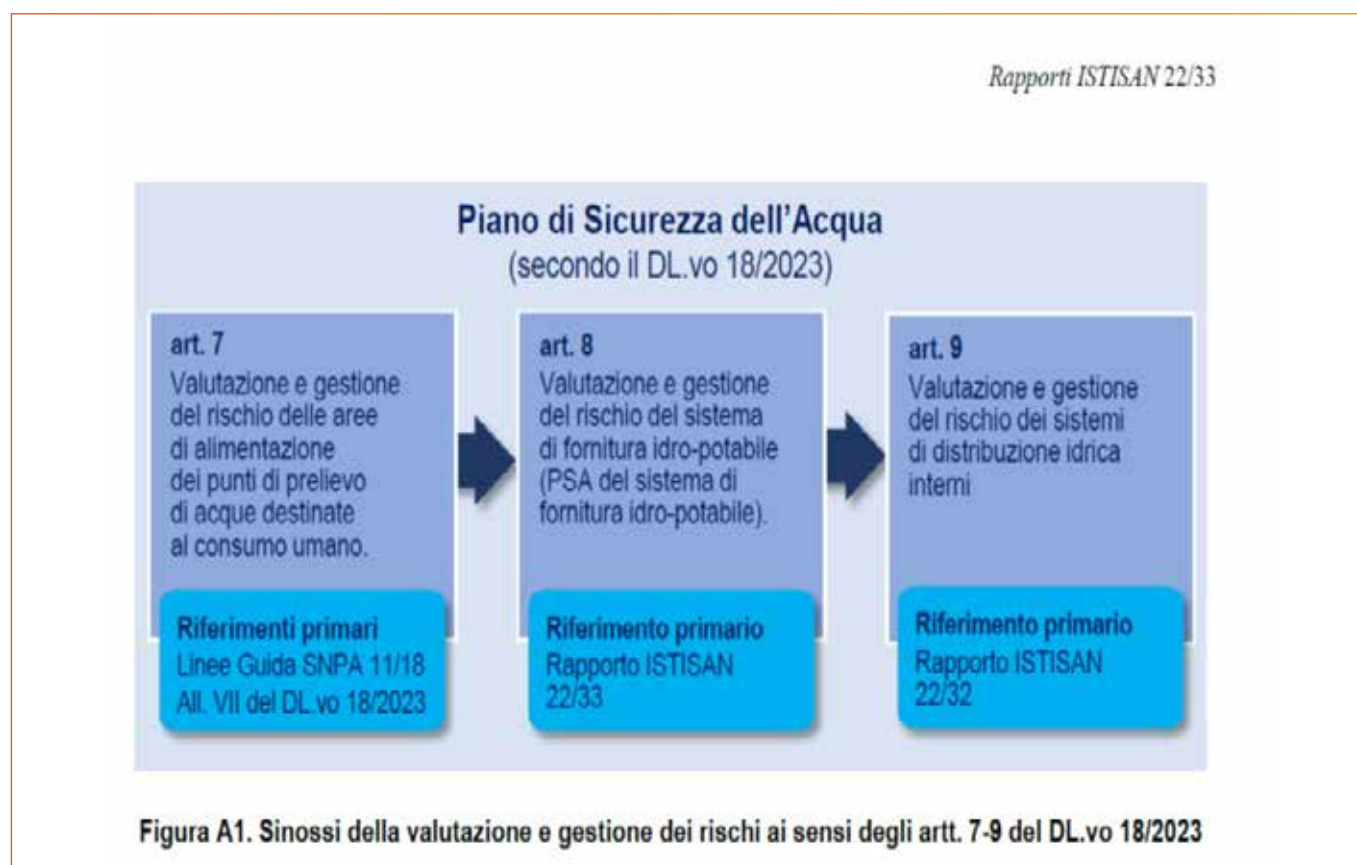 Rapporti ISTISAN 22/33
Piano di Sicurezza dell'Acqua
(secondo il DL.vo 18/2023)
art. 7
Valutazione e gestione
del rischio delle aree
di alimentazione
dei punti di prelievo
di acque destinate
al consumo umano.
Riferimenti primari
Linee Guida SNPA 11/18
All. VII del DL.vo 18/2023
art. 8
Valutazione e gestione
del rischio del sistema
di fornitura idro-potabile
(PSA del sistema di
fornitura idro-potabile).
Riferimento primario
Rapporto ISTISAN
22/33
art. 9
Valutazione e gestione
del rischio dei sistemi
di distribuzione idrica
interni
Riferimento primario
Rapporto ISTISAN
22/32
Figura A1. Sinossi della valutazione e gestione dei rischi ai sensi degli artt. 7-9 del DL.vo 18/2023